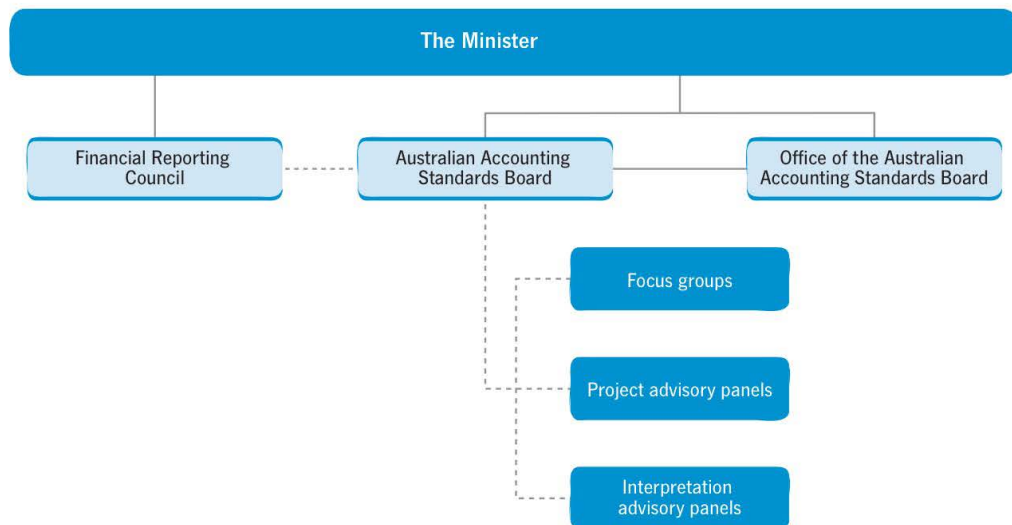 The Minister
Financial Reporting
Council
Australian Accounting
Standards Board
Office of the Australian
Accounting Standards Board
Focus groups
Project advisory panels
Interpretation
advisory panels